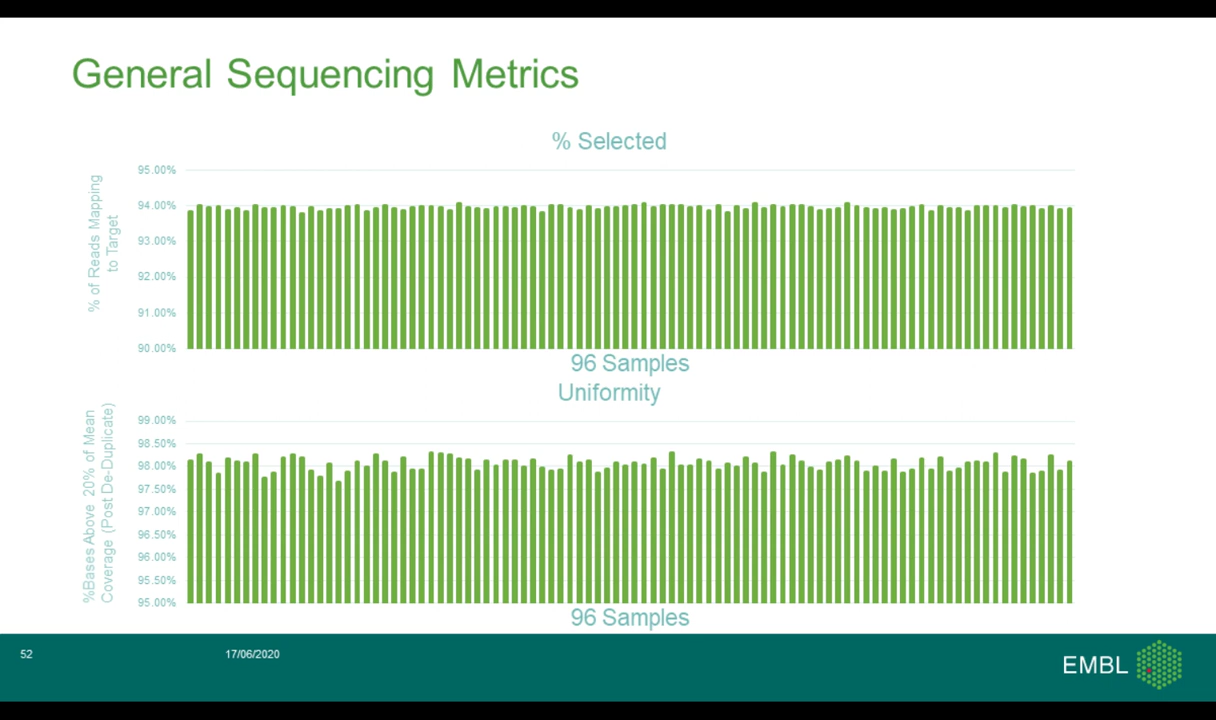 General Sequencing Metrics
% Selected
% of Reads Mapping
to Target
95.00%
94.00%
93.00%
92.00%
91.00%
90.00%
96 Samples
Uniformity
%Bases Above 20% of Mean
Coverage (Post De-Duplicate)
99.00%
98.50%
98.00%
97.50%
97.00%
96.50%
96.00%
95.50%
95.00%
96 Samples
52
17/06/2020
EMBL